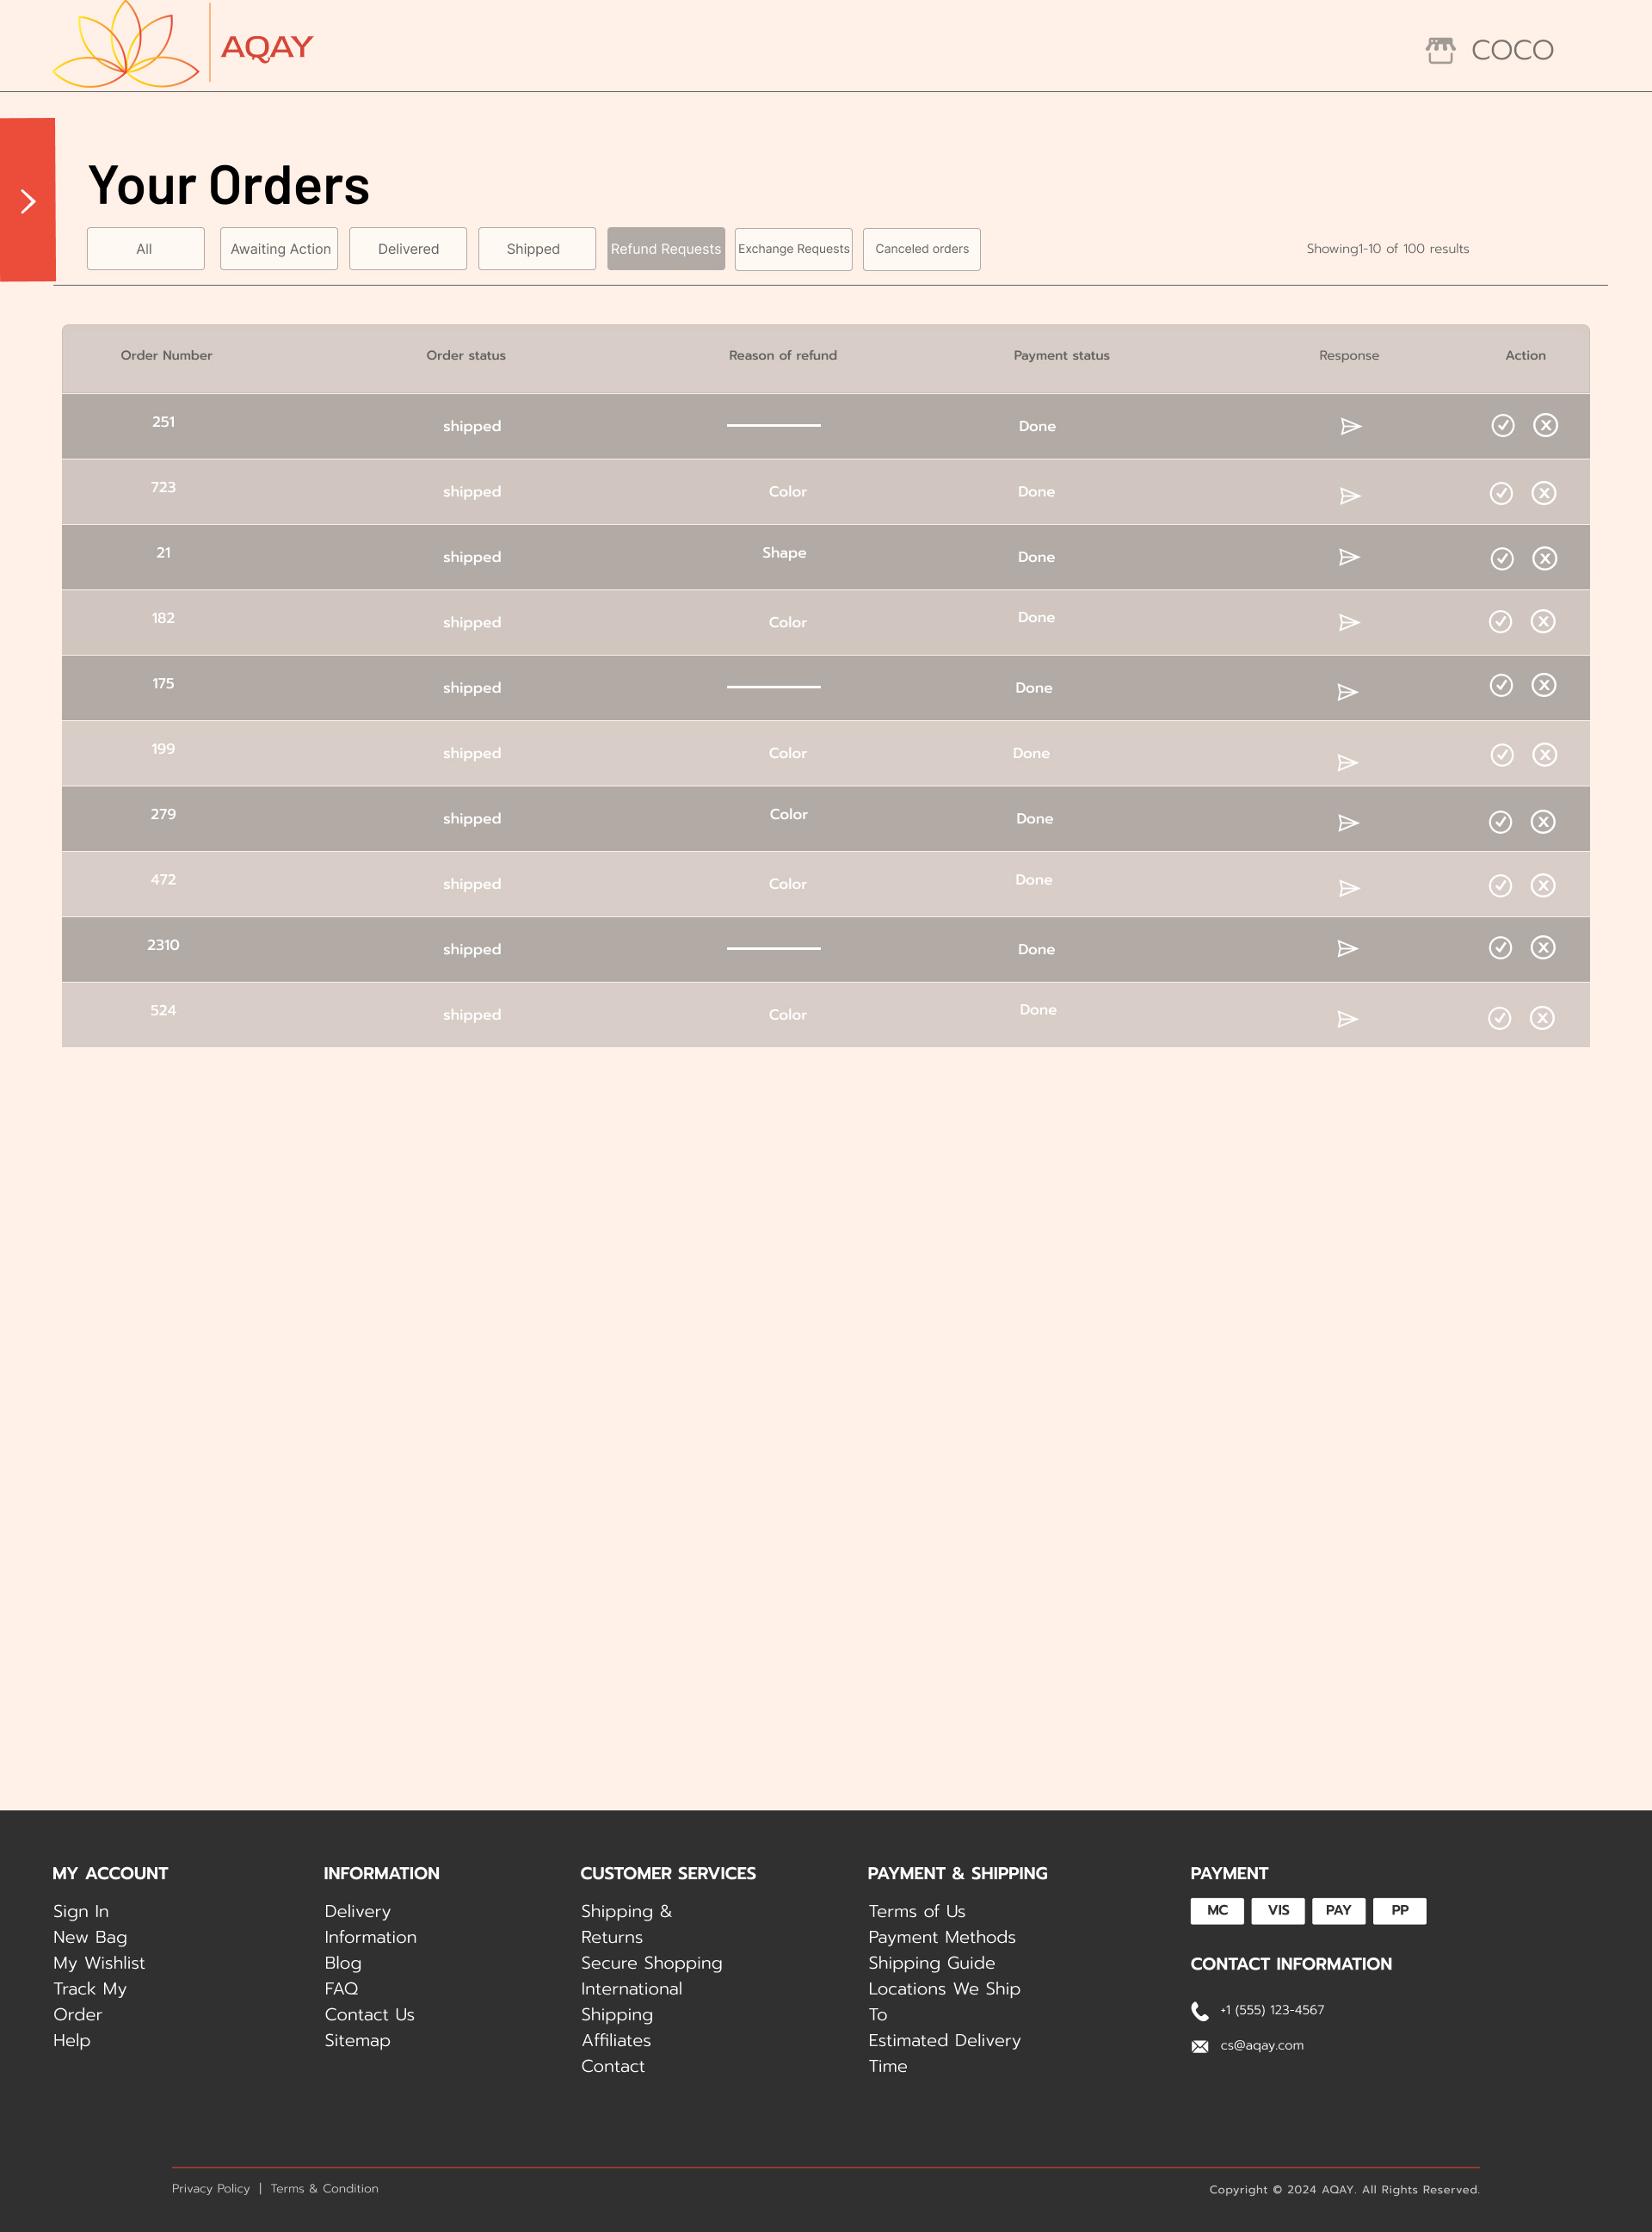 AQAY
COCO
Your Orders
All
Awaiting Action
Delivered
Shipped
Refund Requests
Exchange Requests
Canceled orders
Showing1-10 of 100 results
Order Number Order status Reason of refund Payment status Response Action
251 shipped Done
723 shipped Color Done
21 shipped Shape Done
182 shipped Color Done
175 shipped Done
199 shipped Color Done
279 shipped Color Done
472 shipped Color Done
2310 shipped Done
524 shipped Color Done
MY ACCOUNT
Sign In
New Bag
My Wishlist
Track My
Order
Help
INFORMATION
Delivery
Information
Blog
FAQ
Contact Us
Sitemap
CUSTOMER SERVICES
Shipping &
Returns
Secure Shopping
International
Shipping
Affiliates
Contact
PAYMENT & SHIPPING
Terms of Us
Payment Methods
Shipping Guide
Locations We Ship
To
Estimated Delivery
Time
PAYMENT
MC VIS PAY PP
CONTACT INFORMATION
+1 (555) 123-4567
cs@aqay.com
Privacy Policy | Terms & Condition
Copyright © 2024 AQAY. All Rights Reserved.